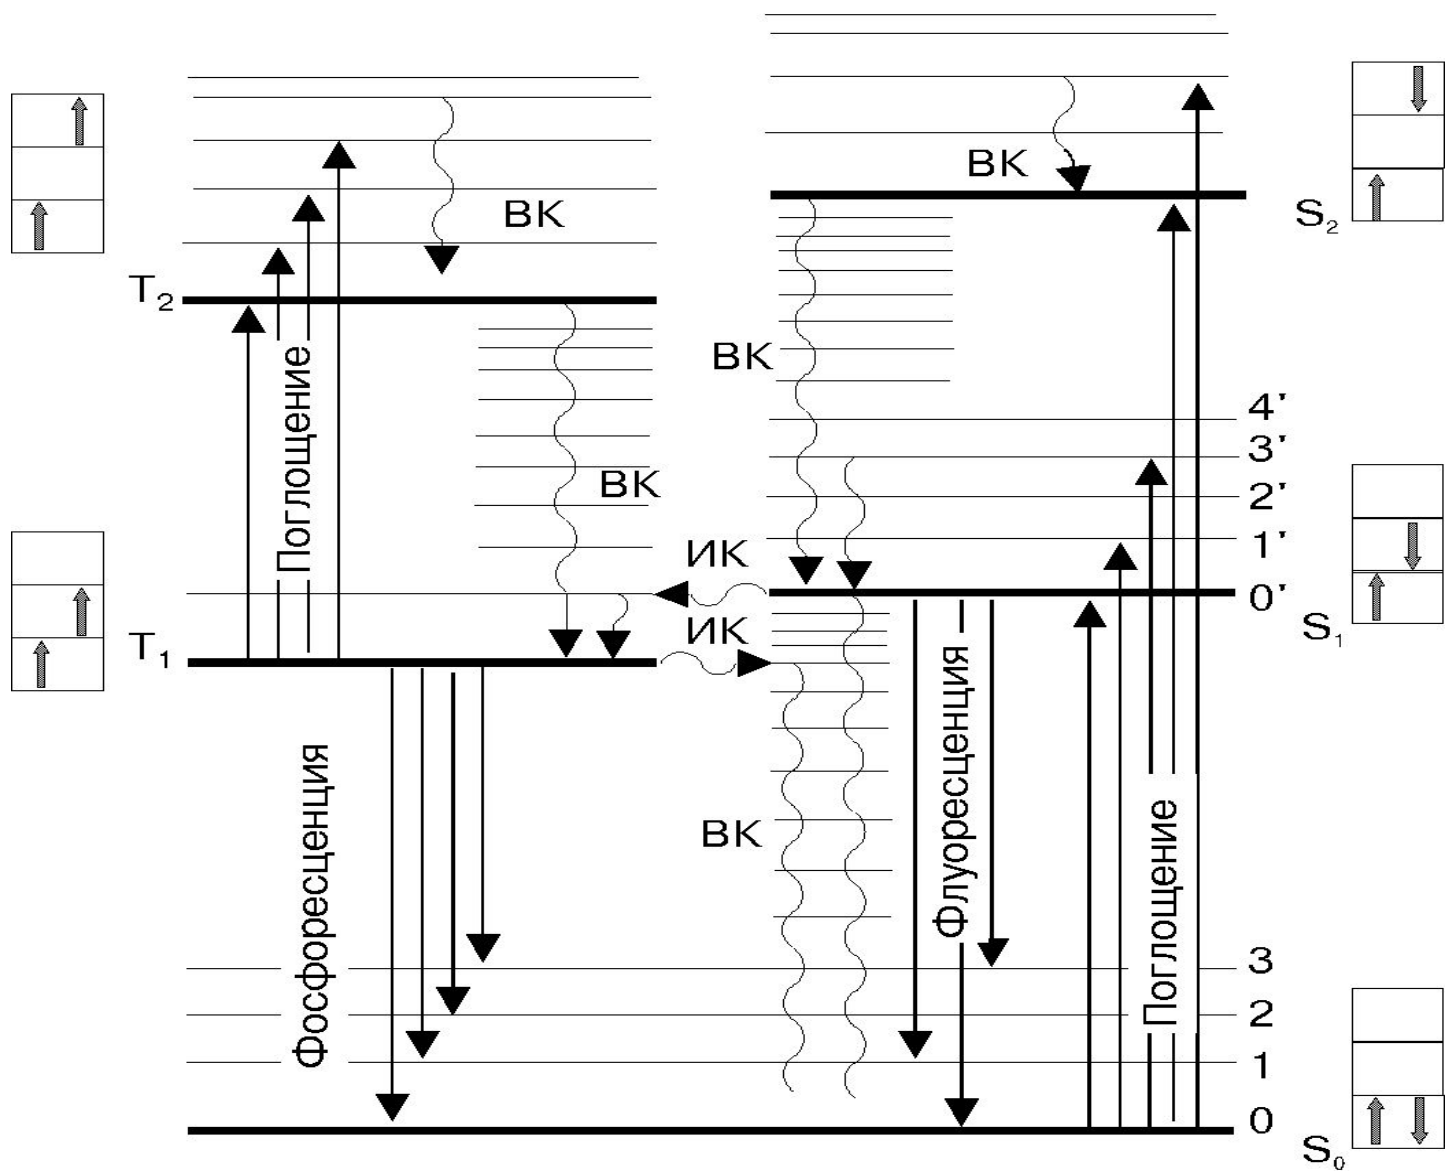 ВК
S2
ВК
T2
Поглощение
ВК
4'
3'
ВК
2'
1'
ИК
0'
S1
ИК
T1
Флуоресценция
Фосфоресценция
ВК
Поглощение
3
2
1
0
S0